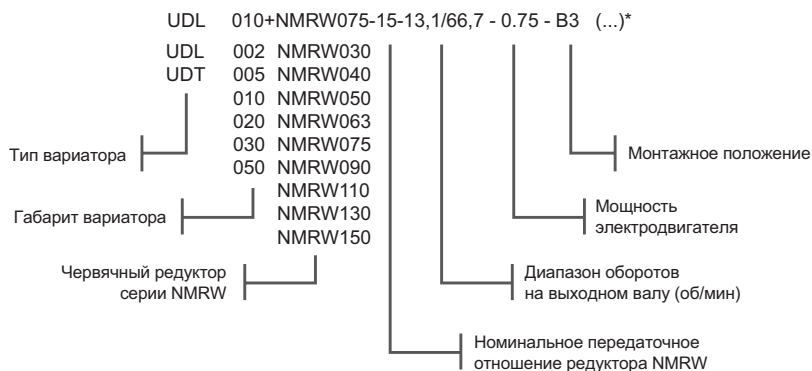 UDL 010+NMRW075-15-13,1/66,7 - 0.75 - B3 (...)*
UDL 002 NMRW030
UDT 005 NMRW040
010 NMRW050
020 NMRW063
030 NMRW075
050 NMRW090
NMRW110
NMRW130
NMRW150
Тип вариатора
Габарит вариатора
Червячный редуктор
серии NMRW
Монтажное положение
Мощность
электродвигателя
Диапазон оборотов
на выходном валу (об/мин)
Номинальное передаточное
отношение редуктора NMRW